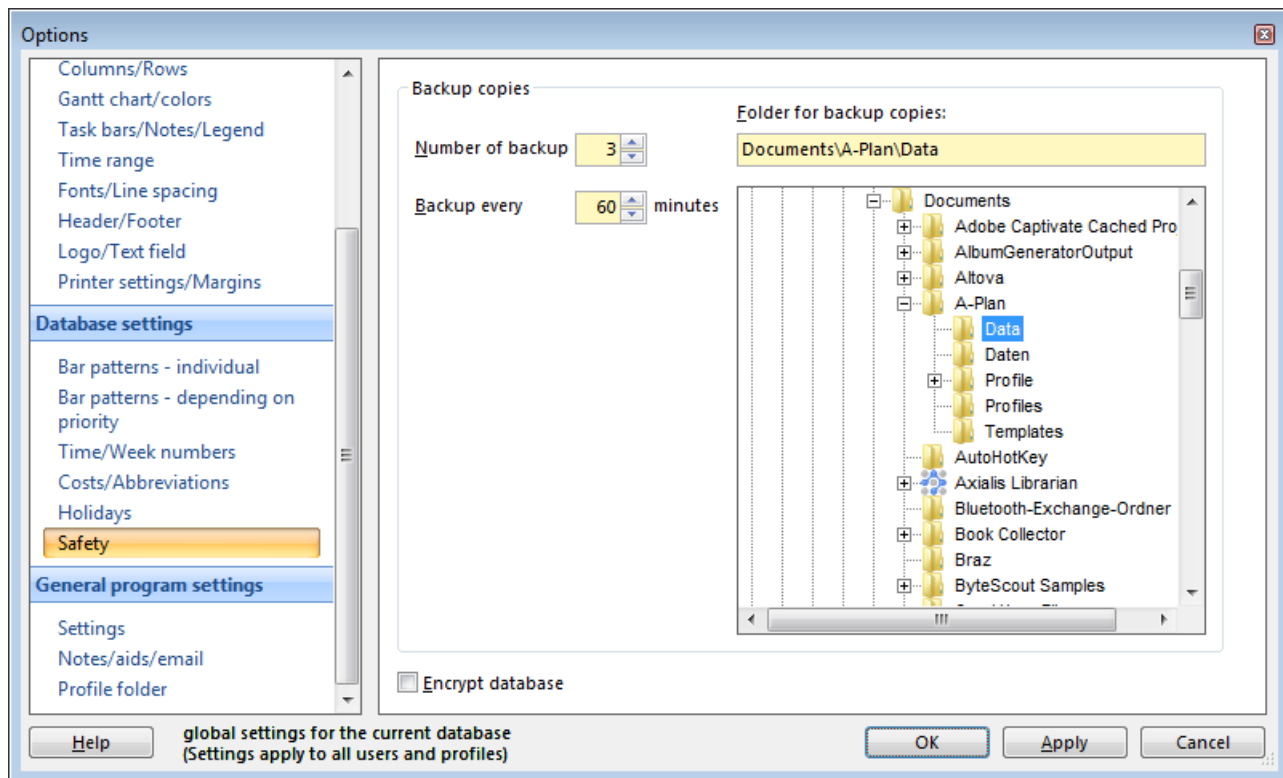 Options
Columns/Rows
Gantt chart/colors
Task bars/Notes/Legend
Time range
Fonts/Line spacing
Header/Footer
Logo/Text field
Printer settings/Margins
Database settings
Bar patterns - individual
Bar patterns - depending on
priority
Time/Week numbers
Costs/Abbreviations
Holidays
Safety
General program settings
Settings
Notes/aids/email
Profile folder
Backup copies
Number of backup 3
Backup every 60 minutes
Folder for backup copies:
Documents\A-Plan\Data
Documents
Adobe Captivate Cached Pro
AlbumGeneratorOutput
Altova
A-Plan
Data
Daten
Profile
Profiles
Templates
AutoHotKey
Axialis Librarian
Bluetooth-Exchange-Ordner
Book Collector
Braz
ByteScout Samples
Encrypt database
Help
global settings for the current database
(Settings apply to all users and profiles)
OK
Apply
Cancel